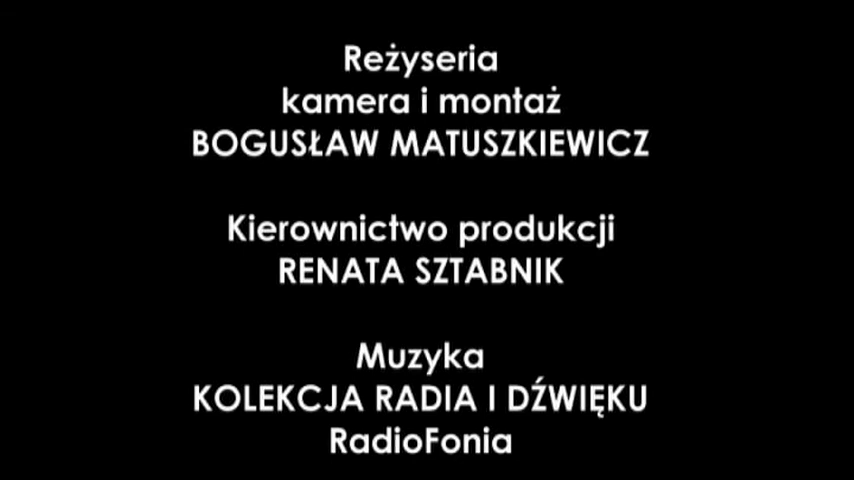 Reżyseria
kamera i montaż
BOGUSŁAW MATUSZKIEWICZ
Kierownictwo produkcji
RENATA SZTABNIK
Muzyka
KOLEKCJA RADIA I DŹWIĘKU
RadioFonia